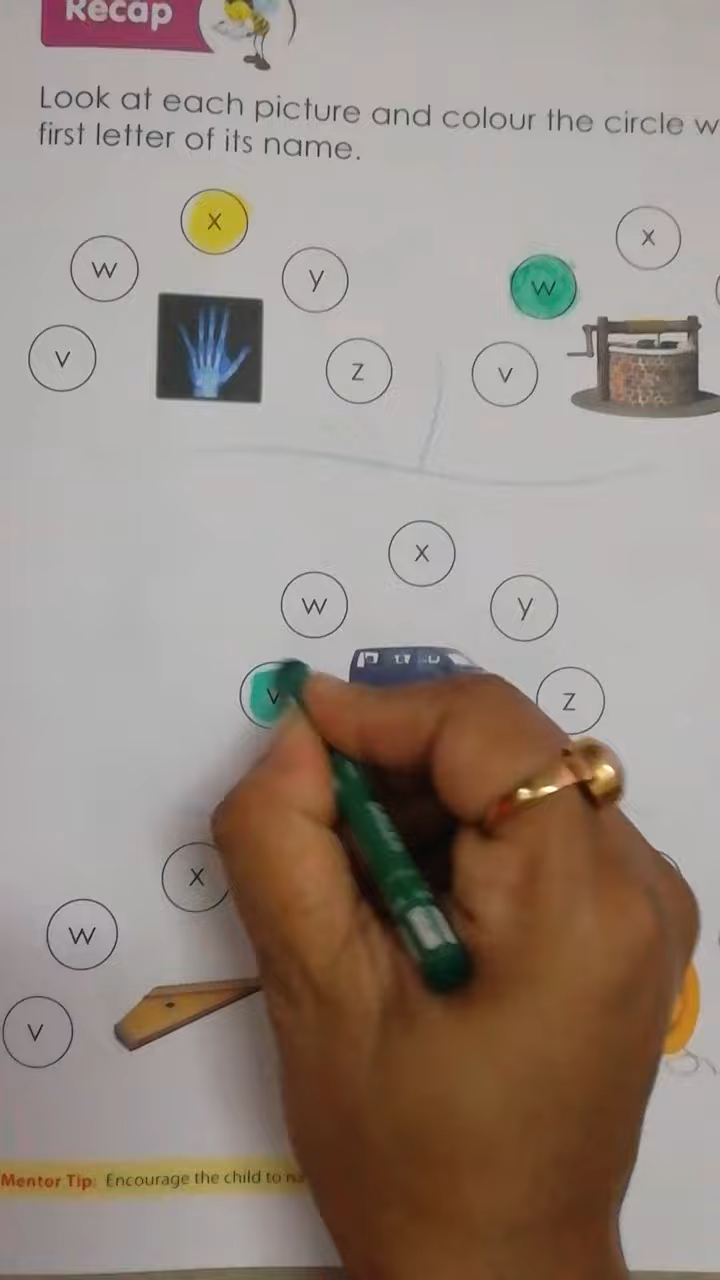 Recap
Look at each picture and colour the circle w
first letter of its name.
x
w
y
v
z
x
w
v
x
w
y
v
z
x
w
v
Mentor Tip: Encourage the child to na